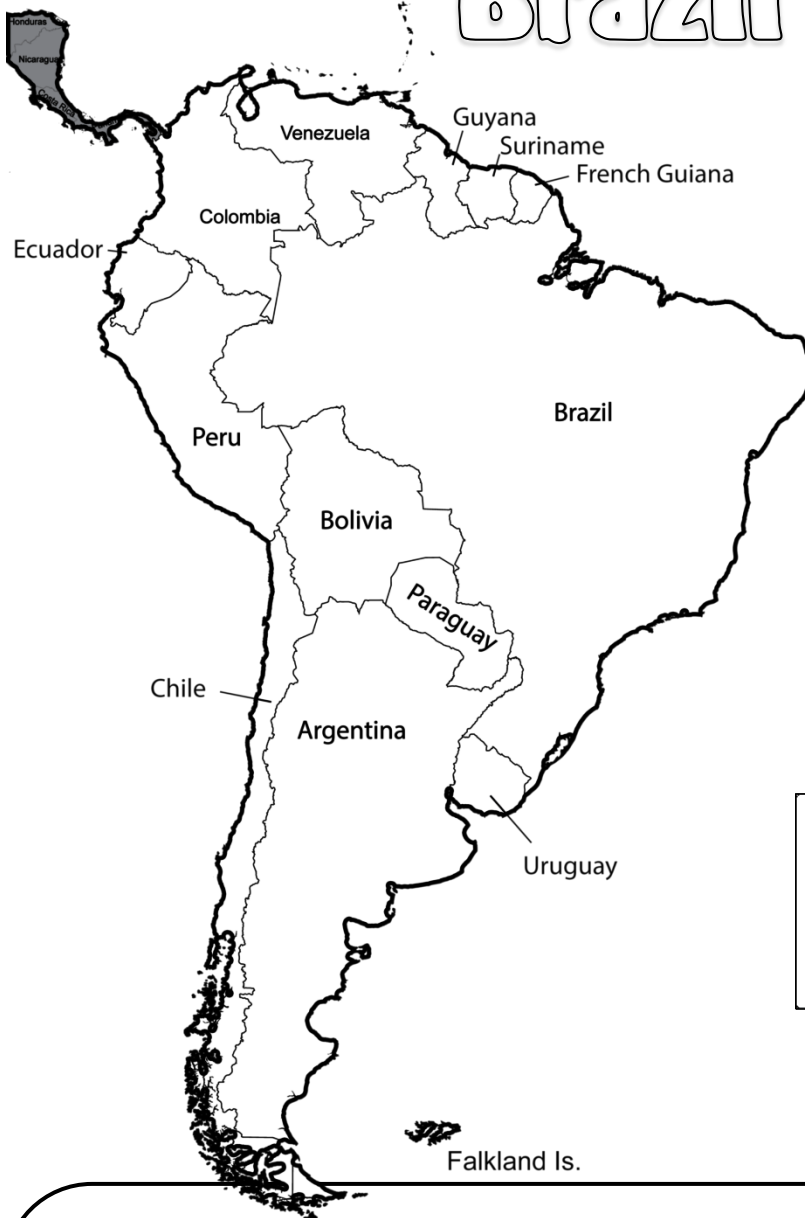 Brazil
Honduras
Nicaragua
Costa Rica
Venezuela
Guyana
Suriname
French Guiana
Colombia
Ecuador
Brazil
Peru
Bolivia
Paraguay
Chile
Argentina
Uruguay
Falkland Is.